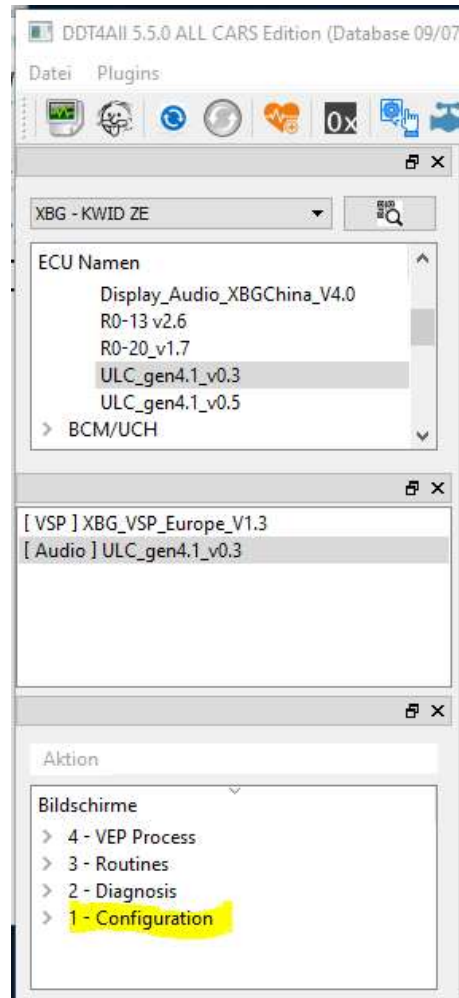 DDT4All 5.5.0 ALL CARS Edition (Database 09/07
Datei Plugins
0x
XBG - KWID ZE
ECU Namen
Display_Audio_XBGChina_V4.0
R0-13 v2.6
R0-20_v1.7
ULC_gen4.1_v0.3
ULC_gen4.1_v0.5
BCM/UCH
[ VSP ] XBG_VSP_Europe_V1.3
[ Audio ] ULC_gen4.1_v0.3
Aktion
Bildschirme
4 - VEP Process
3 - Routines
2 - Diagnosis
1 - Configuration